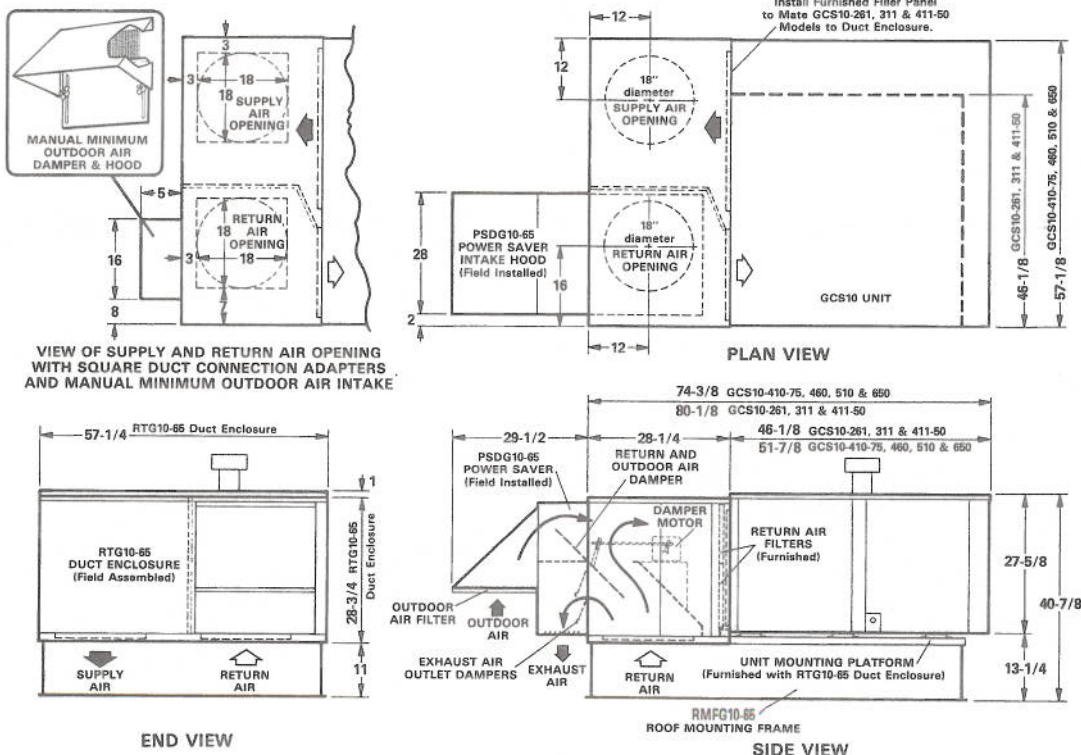 MANUAL MINIMUM
OUTDOOR AIR
DAMPER & HOOD
3
3
18
18
SUPPLY
AIR
OPENING
5
16
8
RETURN
18
AIR
OPENING
3
18
7
VIEW OF SUPPLY AND RETURN AIR OPENING
WITH SQUARE DUCT CONNECTION ADAPTERS
AND MANUAL MINIMUM OUTDOOR AIR INTAKE
Install Furnished Filler Panel
to Mate GCS10-261, 311 & 411-50
Models to Duct Enclosure.
12
12
18"
diameter
SUPPLY AIR
OPENING
PSDG10-65
POWER SAVER
INTAKE HOOD
(Field Installed)
28
2
18"
diameter
RETURN AIR
OPENING
16
12
GCS10 UNIT
46-1/8 GCS10-261, 311 & 411-50
57-1/8 GCS10-410-75, 460, 510 & 650
PLAN VIEW
57-1/4 RTG10-65 Duct Enclosure
1
RTG10-65
DUCT ENCLOSURE
(Field Assembled)
28-3/4 RTG10-65
Duct Enclosure
11
SUPPLY
AIR
RETURN
AIR
END VIEW
74-3/8 GCS10-410-75, 460, 510 & 650
80-1/8 GCS10-261, 311 & 411-50
29-1/2
28-1/4
46-1/8 GCS10-261, 311 & 411-50
51-7/8 GCS10-410-75, 460, 510 & 650
PSDG10-65
POWER SAVER
(Field Installed)
RETURN AND
OUTDOOR AIR
DAMPER
DAMPER
MOTOR
RETURN AIR
FILTERS
(Furnished)
27-5/8
40-7/8
13-1/4
OUTDOOR
AIR FILTER
OUTDOOR
AIR
EXHAUST AIR
OUTLET DAMPERS
EXHAUST
AIR
RETURN
AIR
UNIT MOUNTING PLATFORM
(Furnished with RTG10-65 Duct Enclosure)
RMFG10-65
ROOF MOUNTING FRAME
SIDE VIEW